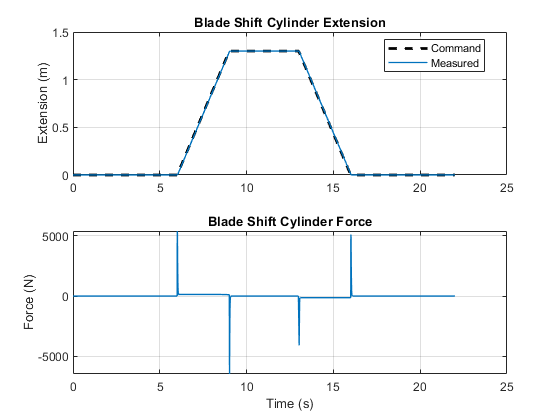 Blade Shift Cylinder Extension
1.5
1
0.5
0
Extension (m)
Command
Measured
0 5 10 15 20 25
Blade Shift Cylinder Force
5000
0
-5000
Force (N)
0 5 10 15 20 25
Time (s)